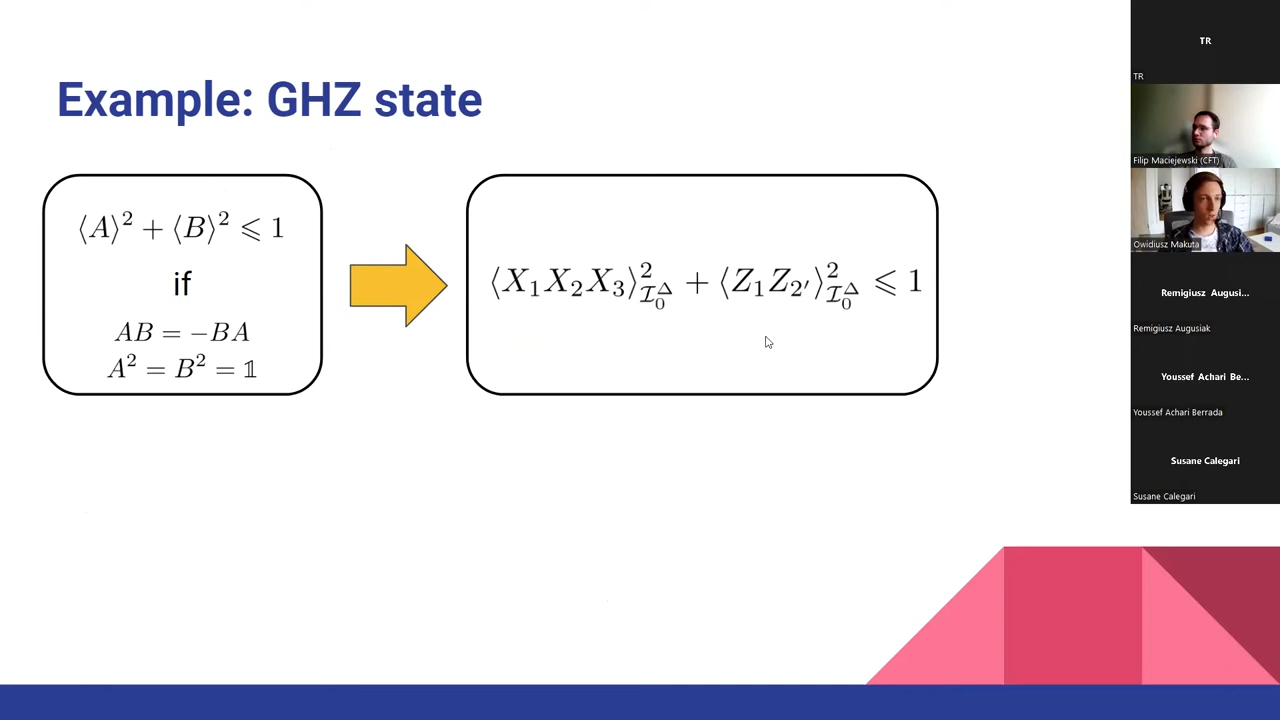 Example: GHZ state
⟨A⟩² + ⟨B⟩² ⩽ 1
if
AB = −BA
A² = B² = 𝟙
⟨X₁X₂X₃⟩²_{ℐ₀^Δ} + ⟨Z₁Z₂′⟩²_{ℐ₀^Δ} ⩽ 1
TR
TR
Filip Maciejewski (CFT)
Owidiusz Makuta
Remigiusz Augusi...
Remigiusz Augusiak
Youssef Achari Be...
Youssef Achari Berrada
Susane Calegari
Susane Calegari